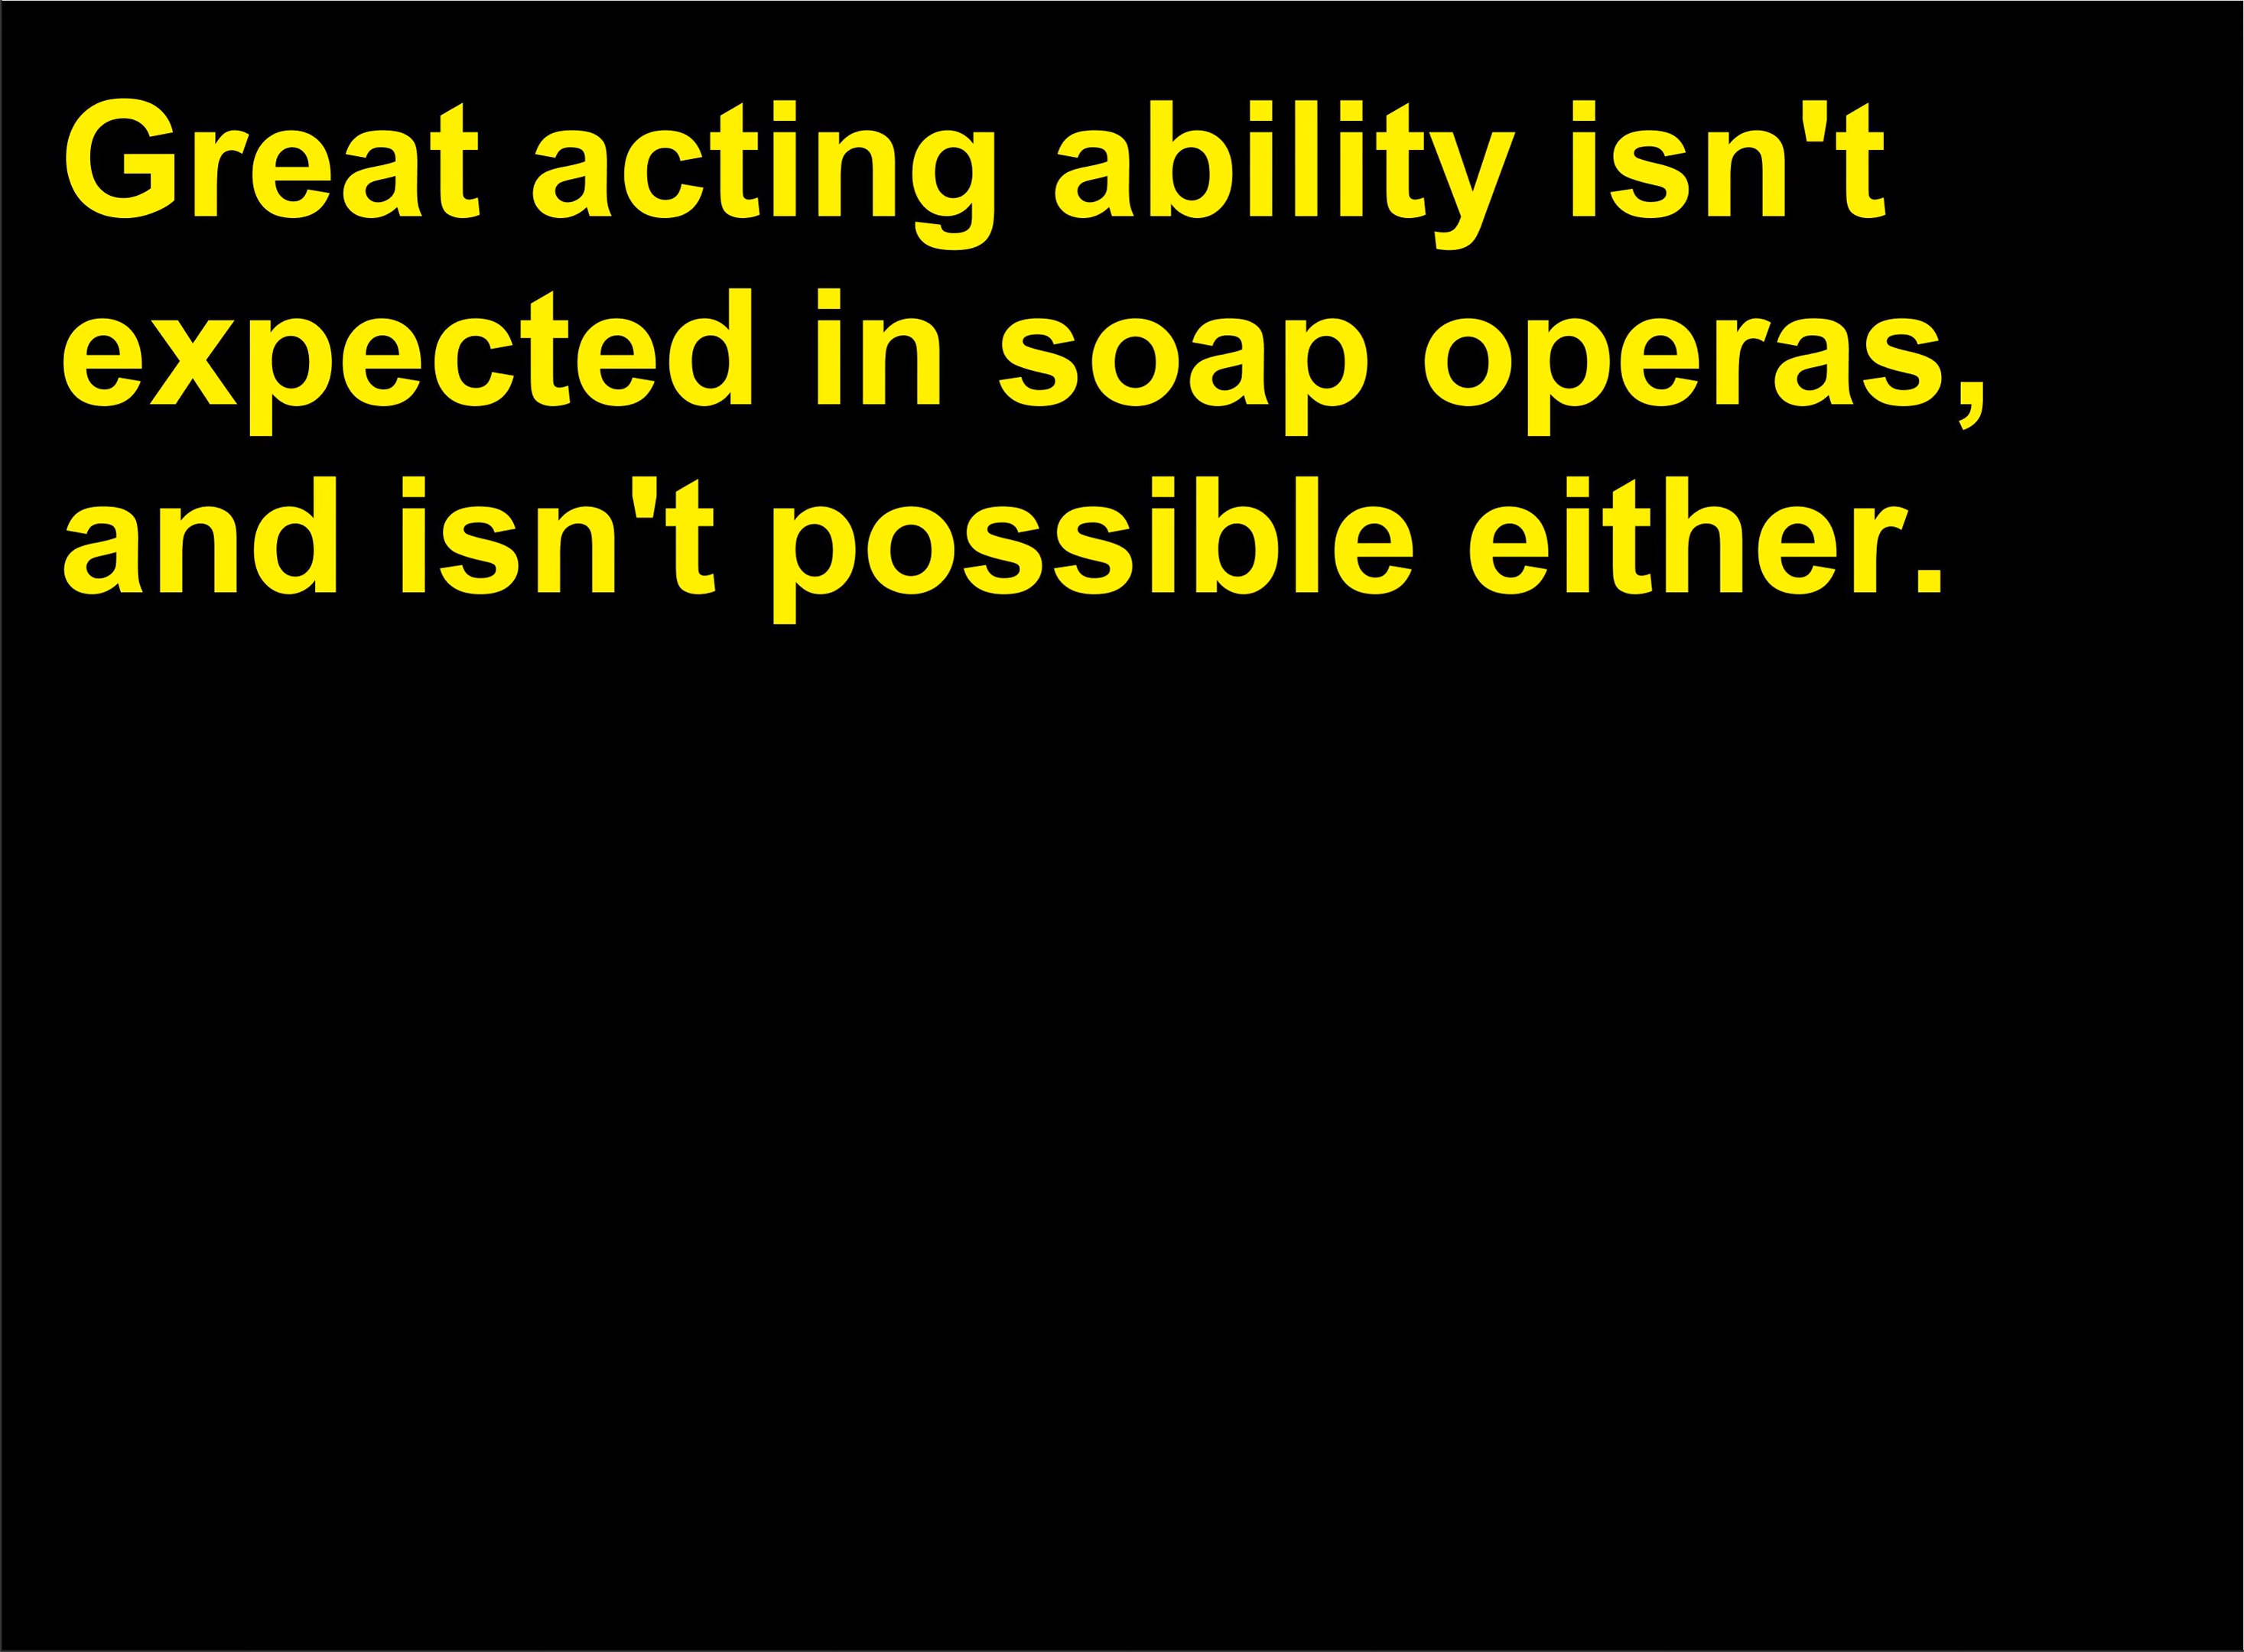 Great acting ability isn't
expected in soap operas,
and isn't possible either.